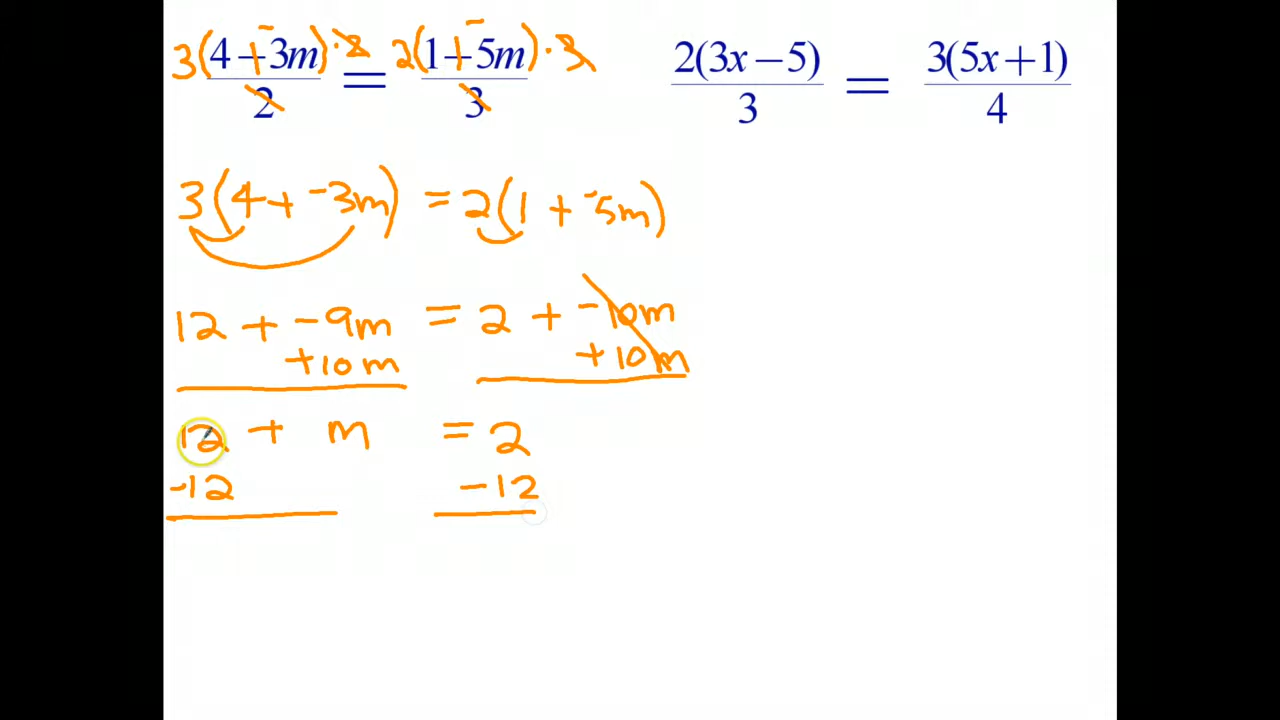 3(4 + -3m) · 2 / 2 = 2(1 + -5m) · 3 / 3
3(4 + -3m) = 2(1 + -5m)
12 + -9m = 2 + -10m
+10m +10m
12 + m = 2
-12 -12
2(3x – 5) / 3 = 3(5x + 1) / 4